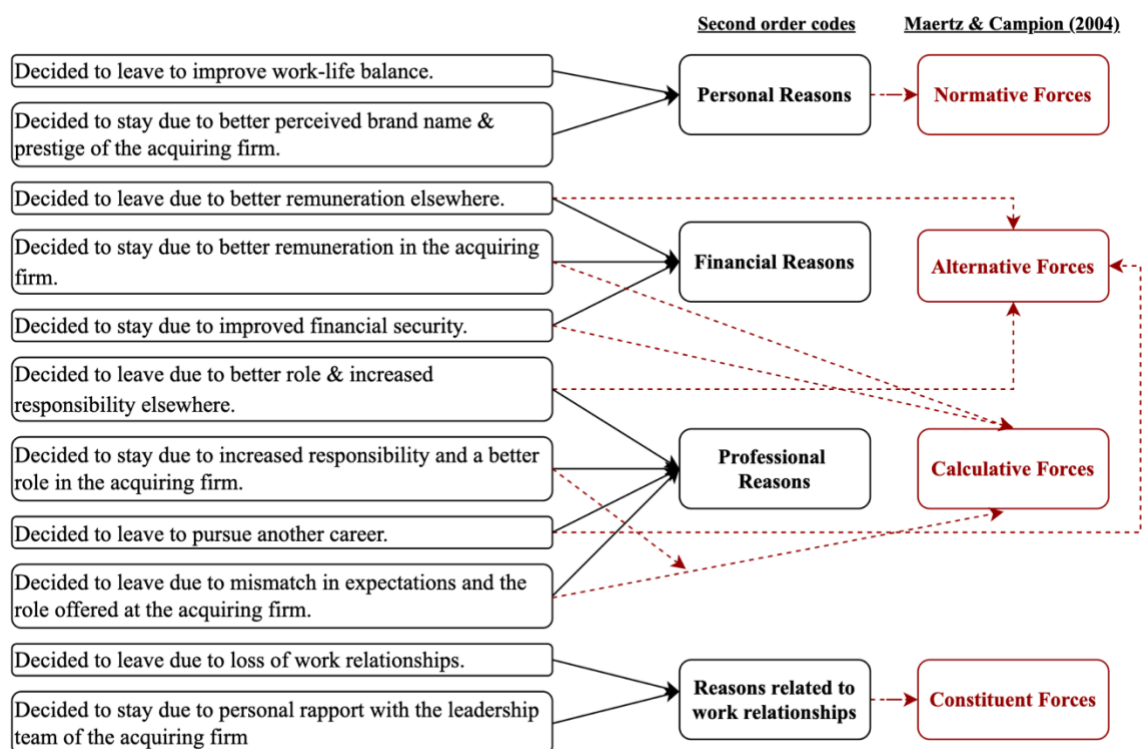 Second order codes
Maertz & Campion (2004)
Decided to leave to improve work-life balance.
Decided to stay due to better perceived brand name &
prestige of the acquiring firm.
Personal Reasons
Normative Forces
Decided to leave due to better remuneration elsewhere.
Decided to stay due to better remuneration in the acquiring
firm.
Decided to stay due to improved financial security.
Financial Reasons
Alternative Forces
Decided to leave due to better role & increased
responsibility elsewhere.
Decided to stay due to increased responsibility and a better
role in the acquiring firm.
Decided to leave to pursue another career.
Decided to leave due to mismatch in expectations and the
role offered at the acquiring firm.
Professional
Reasons
Calculative Forces
Decided to leave due to loss of work relationships.
Decided to stay due to personal rapport with the leadership
team of the acquiring firm
Reasons related to
work relationships
Constituent Forces